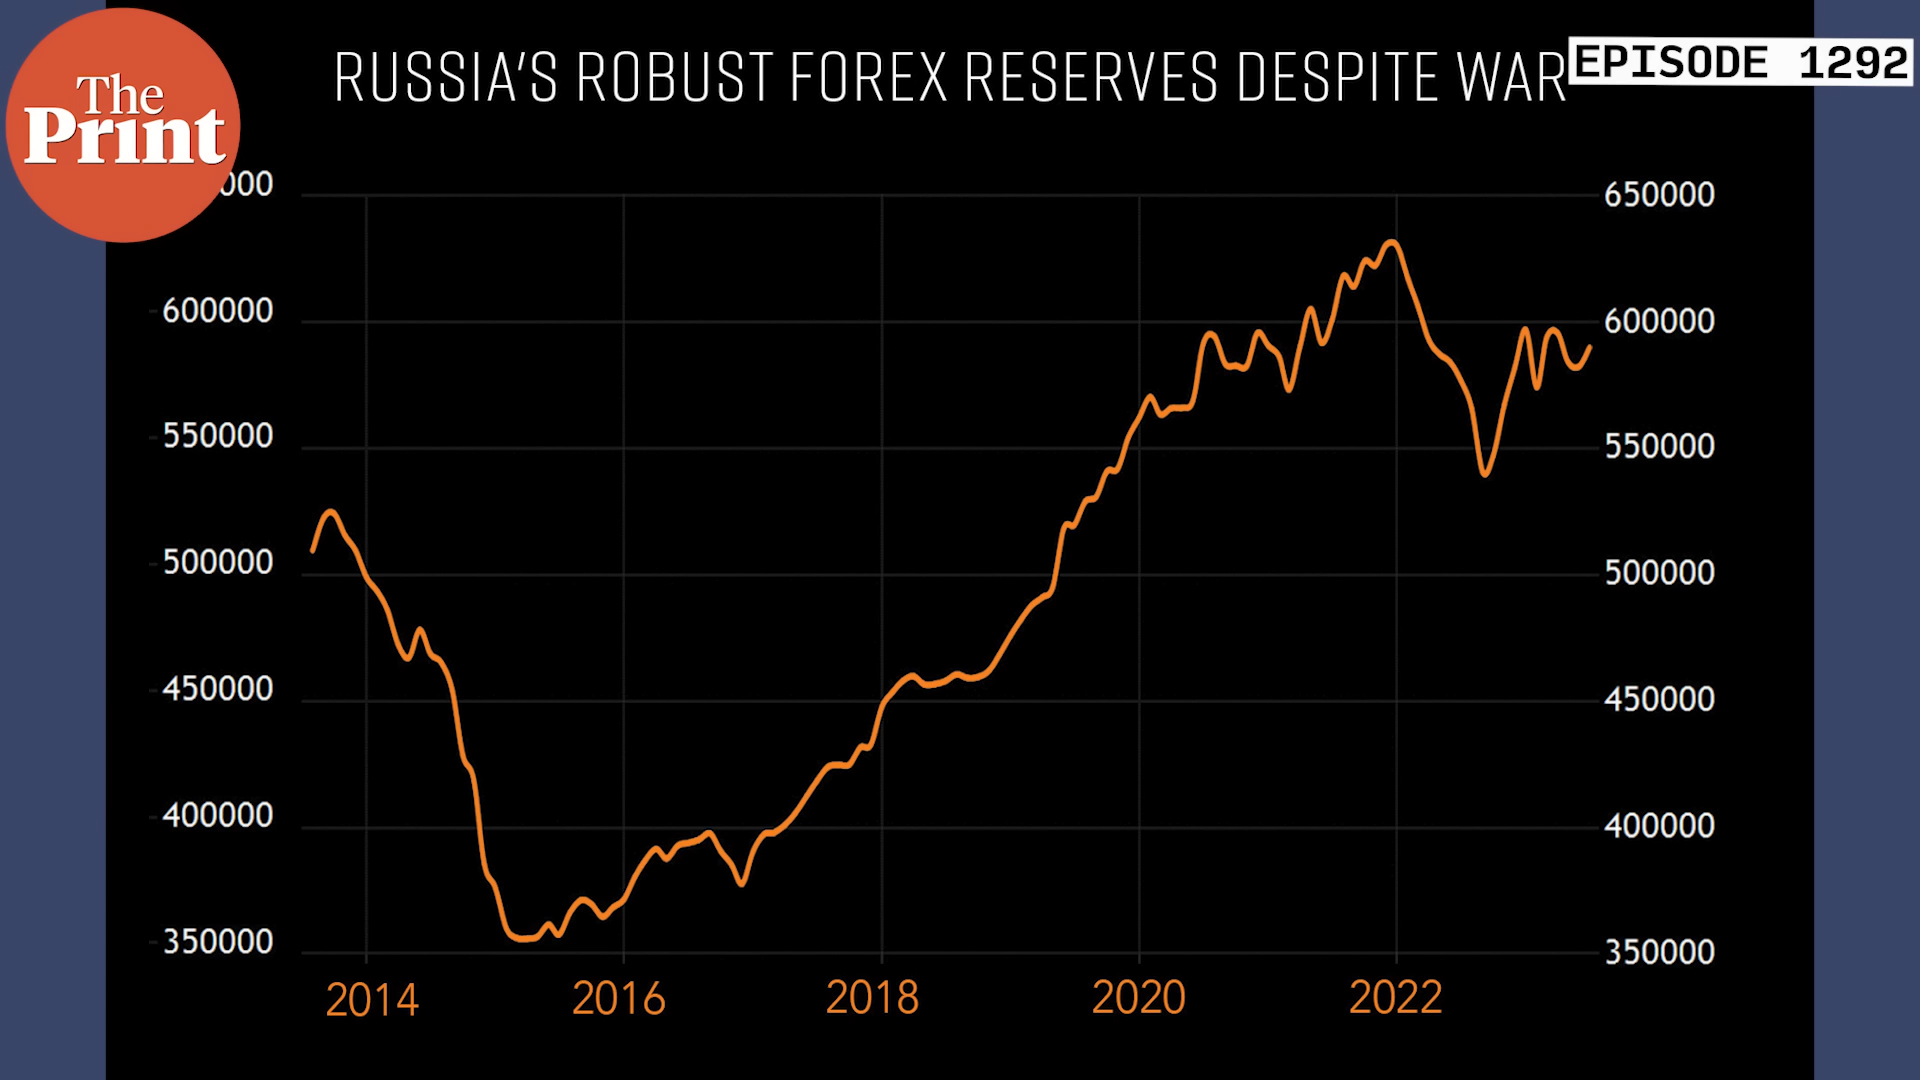 The
Print
RUSSIA'S ROBUST FOREX RESERVES DESPITE WAR
EPISODE 1292
650000
600000
600000
550000
550000
500000
500000
450000
450000
400000
400000
350000
350000
2014 2016 2018 2020 2022